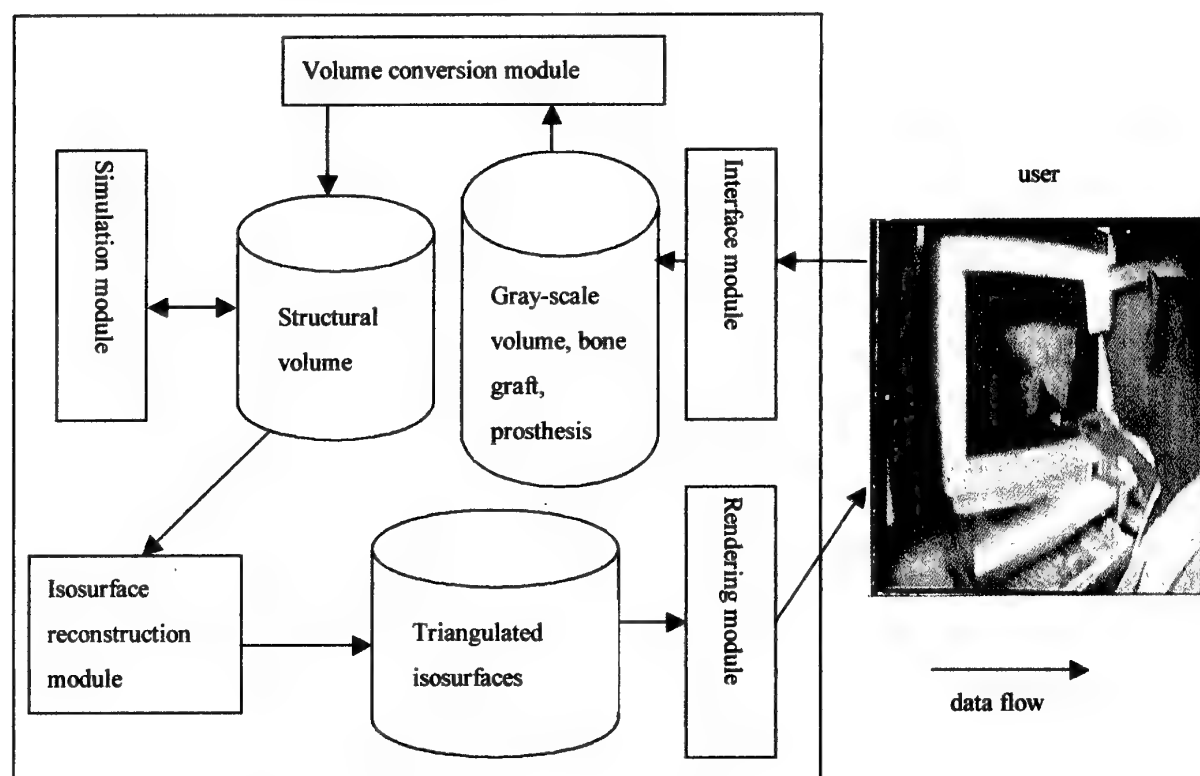 Volume conversion module
Simulation module
Structural
volume
Gray-scale
volume, bone
graft,
prosthesis
Interface module
user
Isosurface
reconstruction
module
Triangulated
isosurfaces
Rendering module
data flow